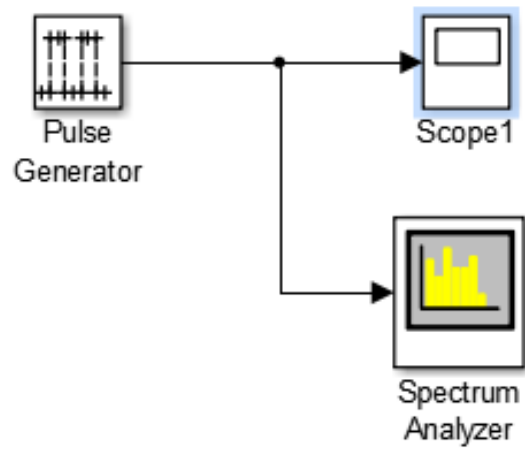 Pulse
Generator
Scope1
Spectrum
Analyzer